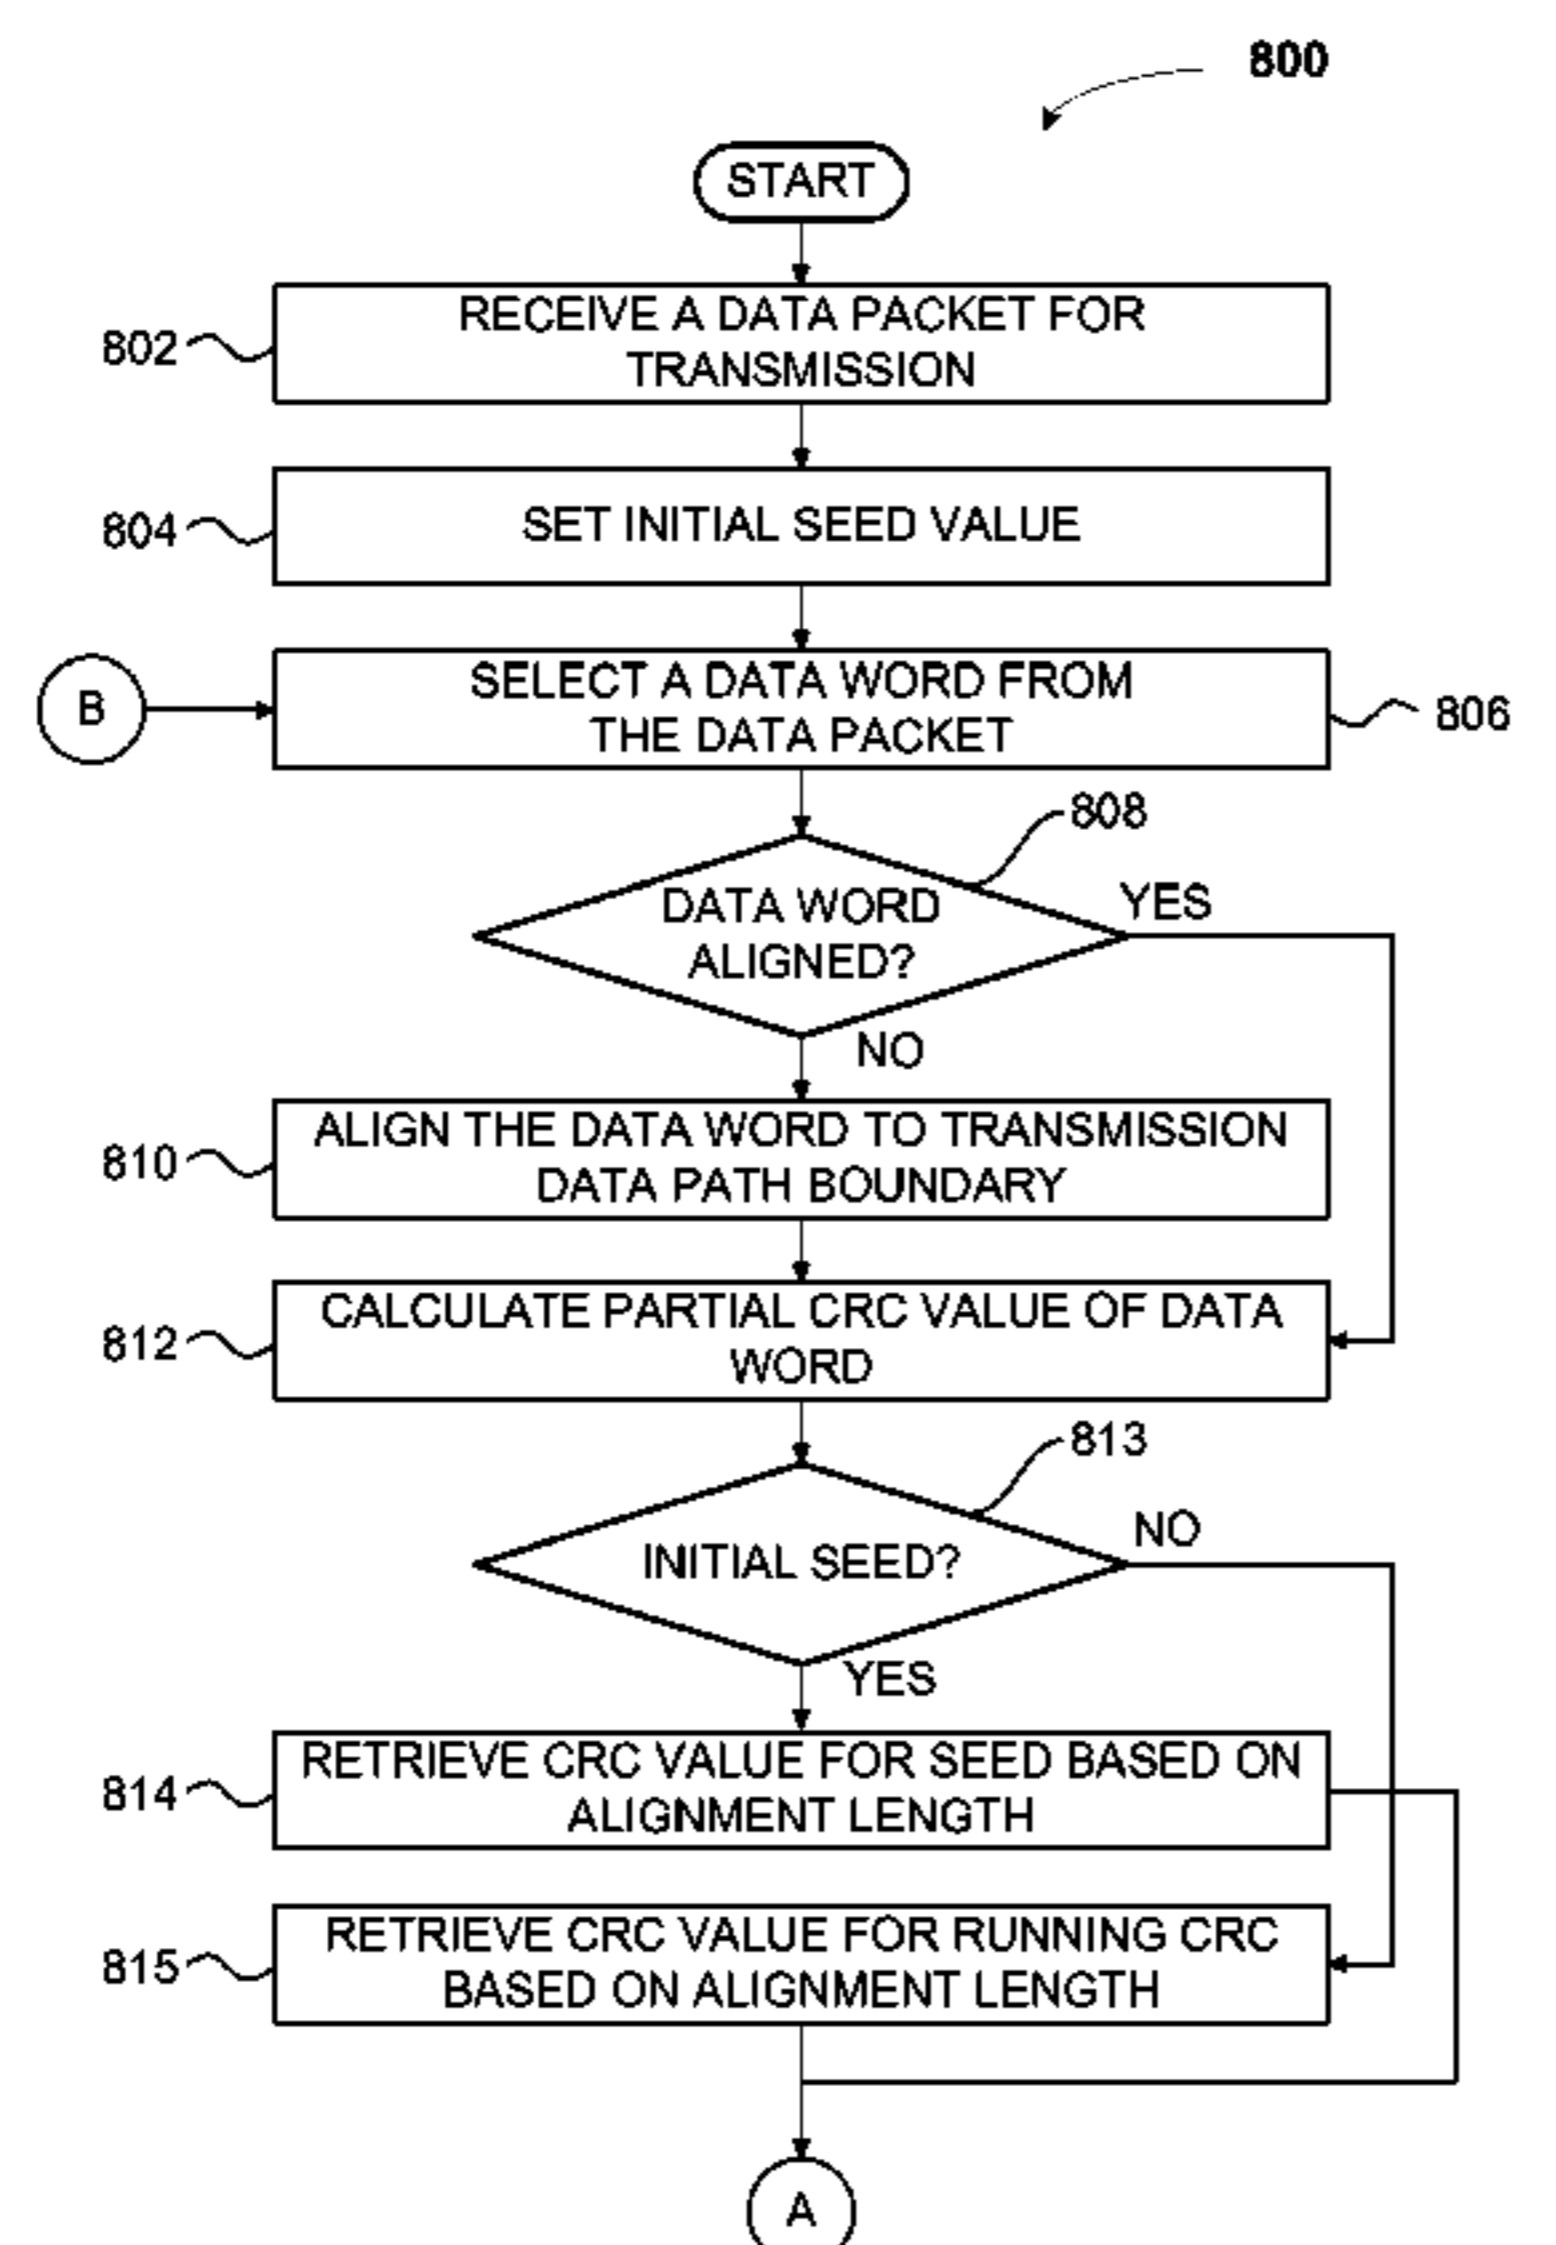 800
START
RECEIVE A DATA PACKET FOR
TRANSMISSION
802
SET INITIAL SEED VALUE
804
B
SELECT A DATA WORD FROM
THE DATA PACKET
806
808
DATA WORD
ALIGNED?
YES
NO
ALIGN THE DATA WORD TO TRANSMISSION
DATA PATH BOUNDARY
810
CALCULATE PARTIAL CRC VALUE OF DATA
WORD
812
813
INITIAL SEED?
NO
YES
RETRIEVE CRC VALUE FOR SEED BASED ON
ALIGNMENT LENGTH
814
RETRIEVE CRC VALUE FOR RUNNING CRC
BASED ON ALIGNMENT LENGTH
815
A